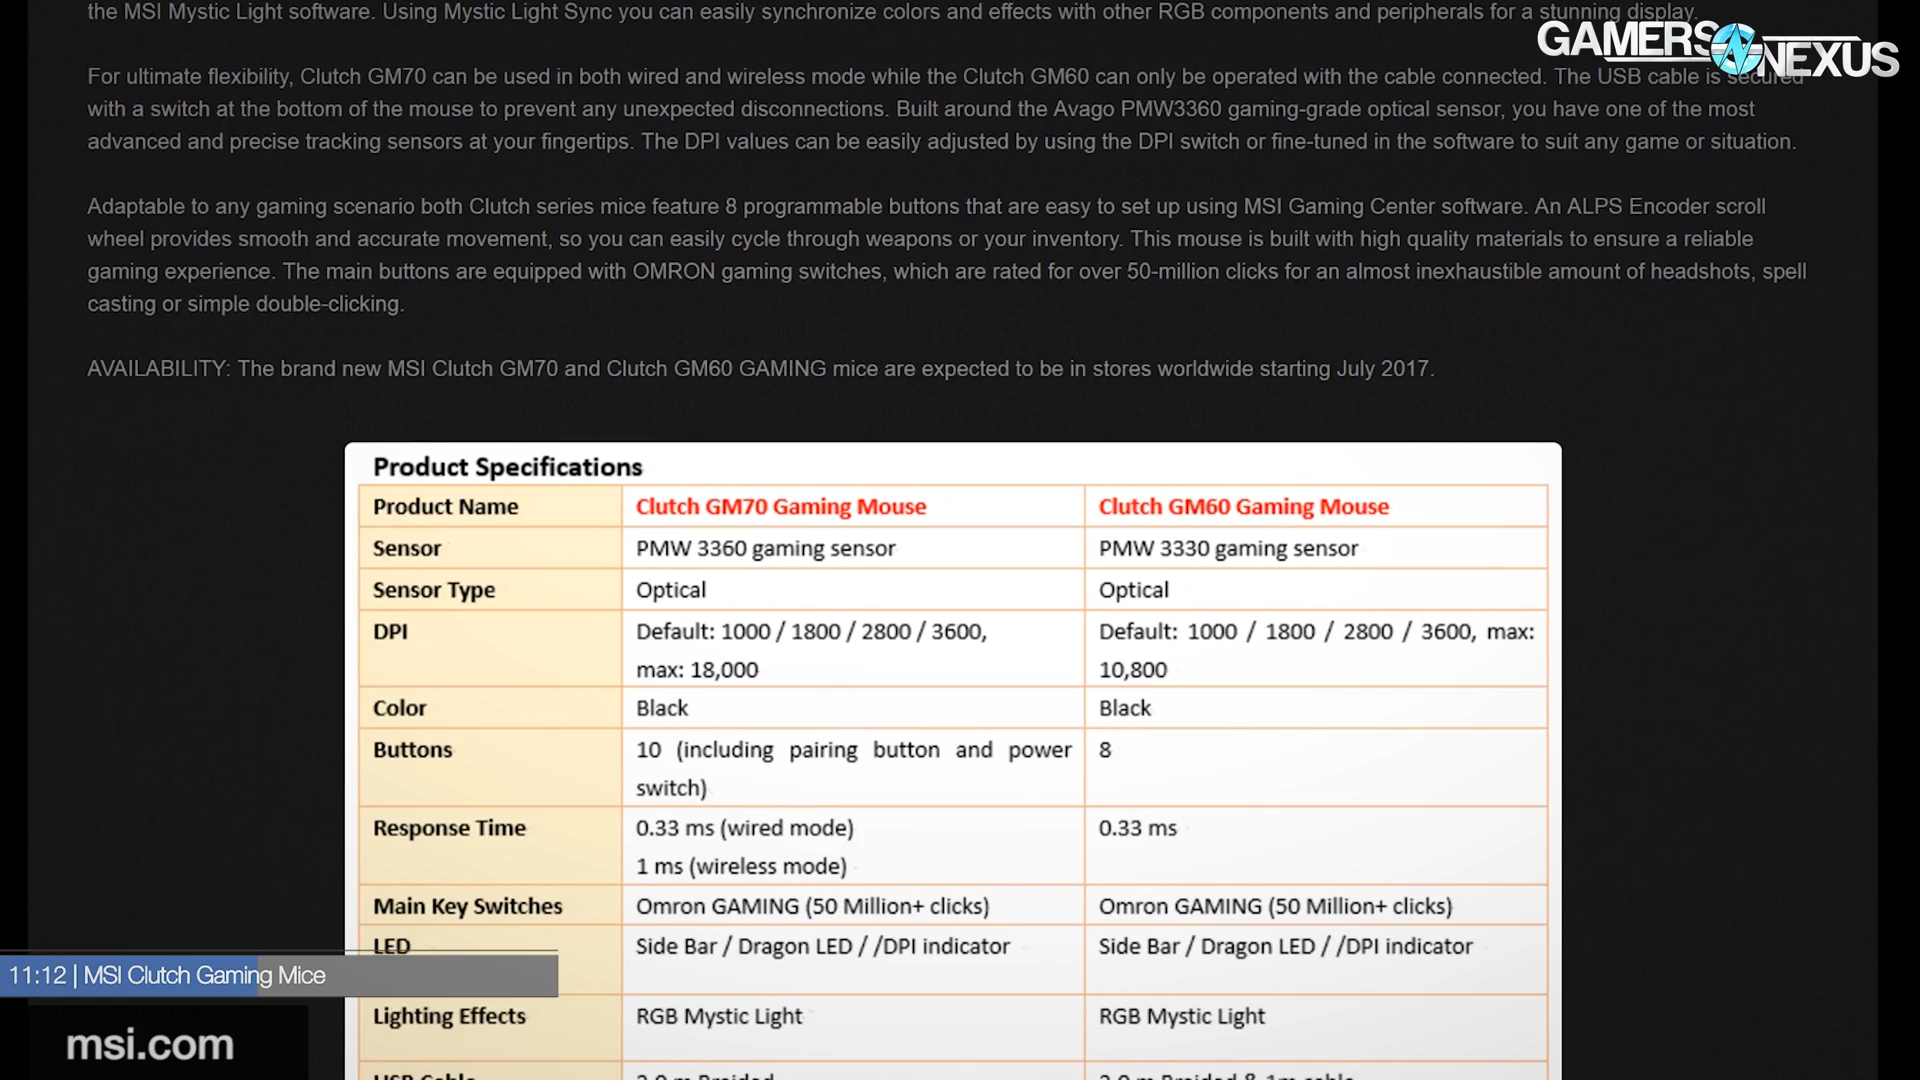 the MSI Mystic Light software. Using Mystic Light Sync you can easily synchronize colors and effects with other RGB components and peripherals for a stunning display.
GAMERS NEXUS
For ultimate flexibility, Clutch GM70 can be used in both wired and wireless mode while the Clutch GM60 can only be operated with the cable connected. The USB cable is secured
with a switch at the bottom of the mouse to prevent any unexpected disconnections. Built around the Avago PMW3360 gaming-grade optical sensor, you have one of the most
advanced and precise tracking sensors at your fingertips. The DPI values can be easily adjusted by using the DPI switch or fine-tuned in the software to suit any game or situation.
Adaptable to any gaming scenario both Clutch series mice feature 8 programmable buttons that are easy to set up using MSI Gaming Center software. An ALPS Encoder scroll
wheel provides smooth and accurate movement, so you can easily cycle through weapons or your inventory. This mouse is built with high quality materials to ensure a reliable
gaming experience. The main buttons are equipped with OMRON gaming switches, which are rated for over 50-million clicks for an almost inexhaustible amount of headshots, spell
casting or simple double-clicking.
AVAILABILITY: The brand new MSI Clutch GM70 and Clutch GM60 GAMING mice are expected to be in stores worldwide starting July 2017.
Product Specifications
Product Name Clutch GM70 Gaming Mouse Clutch GM60 Gaming Mouse
Sensor PMW 3360 gaming sensor PMW 3330 gaming sensor
Sensor Type Optical Optical
DPI Default: 1000 / 1800 / 2800 / 3600, Default: 1000 / 1800 / 2800 / 3600, max:
max: 18,000 10,800
Color Black Black
Buttons 10 (including pairing button and power 8
switch)
Response Time 0.33 ms (wired mode) 0.33 ms
1 ms (wireless mode)
Main Key Switches Omron GAMING (50 Million+ clicks) Omron GAMING (50 Million+ clicks)
LED Side Bar / Dragon LED / /DPI indicator Side Bar / Dragon LED / /DPI indicator
11:12 | MSI Clutch Gaming Mice
Lighting Effects RGB Mystic Light RGB Mystic Light
msi.com